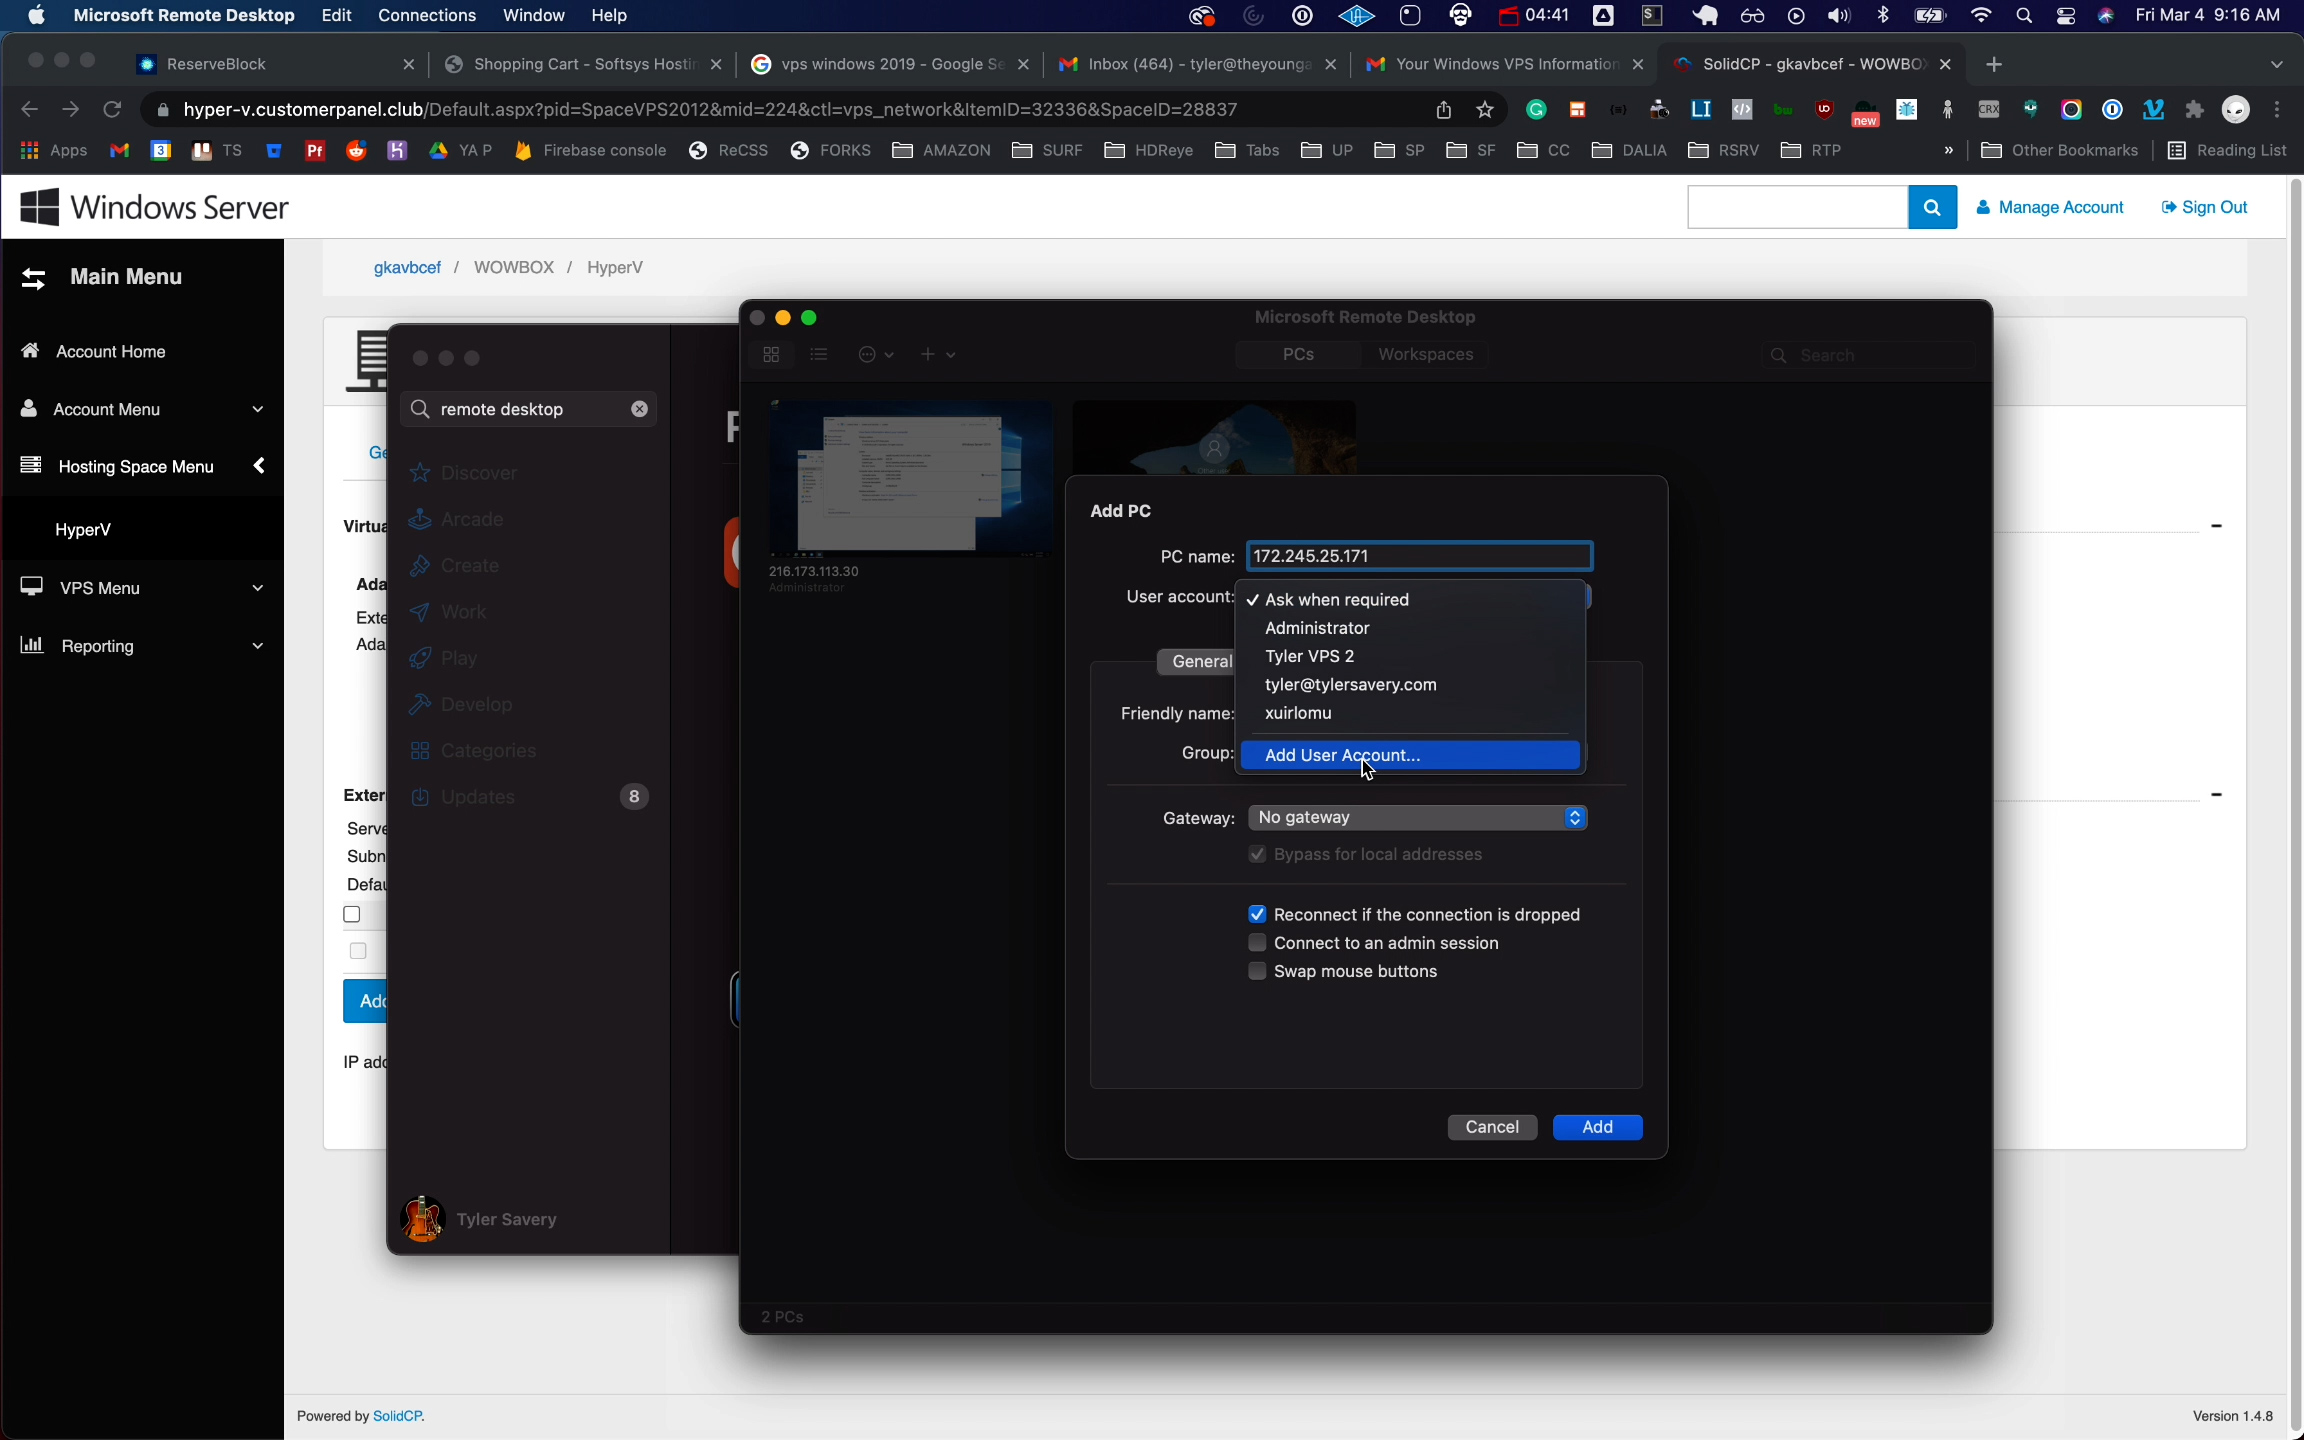 Microsoft Remote Desktop Edit Connections Window Help 04:41 Fri Mar 4 9:16 AM
ReserveBlock Shopping Cart - Softsys Hostin vps windows 2019 - Google Se Inbox (464) - tyler@theyounga Your Windows VPS Information SolidCP - gkavbcef - WOWBO
hyper-v.customerpanel.club/Default.aspx?pid=SpaceVPS2012&mid=224&ctl=vps_network&ItemID=32336&SpaceID=28837
new
Apps TS YA P Firebase console ReCSS FORKS AMAZON SURF HDReye Tabs UP SP SF CC DALIA RSRV RTP » Other Bookmarks Reading List
Windows Server
Manage Account Sign Out
Main Menu
gkavbcef / WOWBOX / HyperV
Account Home
Account Menu
Hosting Space Menu
HyperV
VPS Menu
Reporting
Ge
Virtua
Ada
Exte
Ada
Exter
Serve
Subn
Defau
Add
IP add
remote desktop
Discover
Arcade
Create
Work
Play
Develop
Categories
Updates 8
Tyler Savery
Microsoft Remote Desktop
PCs Workspaces Search
216.173.113.30
Administrator
Add PC
PC name: 172.245.25.171
User account:
✓ Ask when required
Administrator
Tyler VPS 2
tyler@tylersavery.com
xuirlomu
Add User Account...
General
Friendly name:
Group:
Gateway: No gateway
Bypass for local addresses
Reconnect if the connection is dropped
Connect to an admin session
Swap mouse buttons
Cancel Add
2 PCs
Powered by SolidCP.
Version 1.4.8